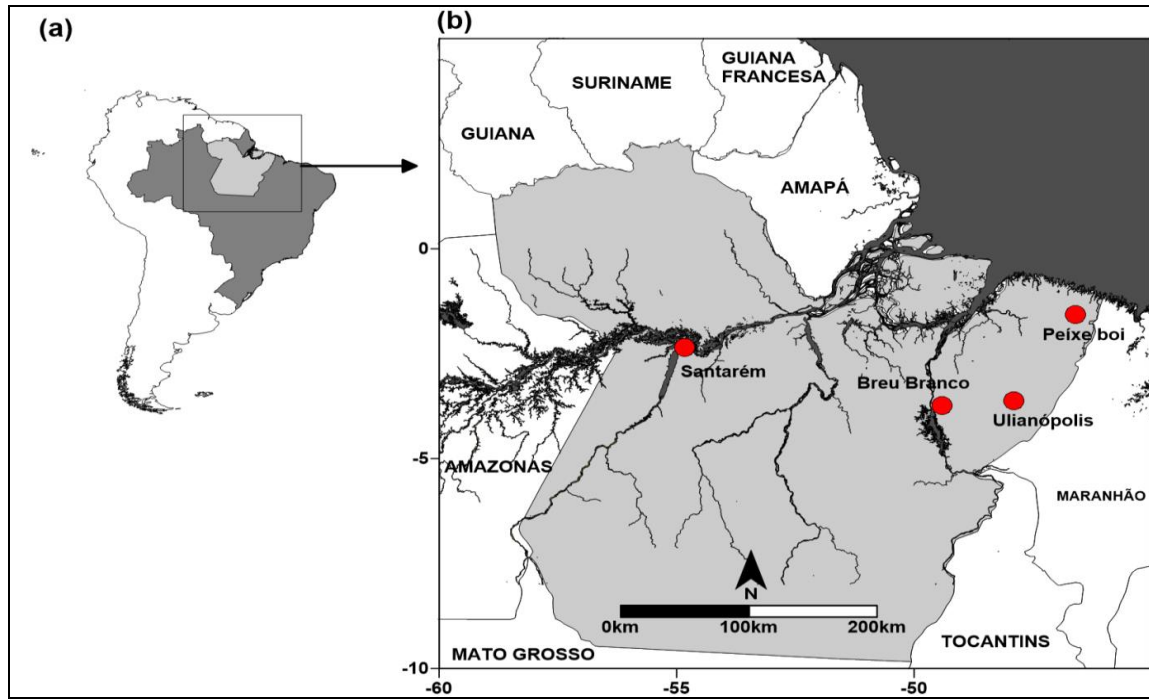 (a)
(b)
GUIANA
FRANCESA
SURINAME
GUIANA
AMAPÁ
0
Peíxe boi
Santarém
Breu Branco
Ulianópolis
-5
AMAZONAS
MARANHÃO
N
0km 100km 200km
TOCANTINS
MATO GROSSO
-10
-60 -55 -50